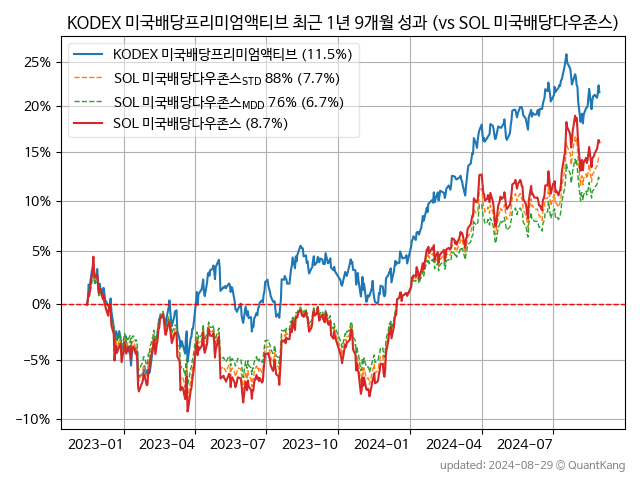 KODEX 미국배당프리미엄액티브 최근 1년 9개월 성과 (vs SOL 미국배당다우존스)
KODEX 미국배당프리미엄액티브 (11.5%)
SOL 미국배당다우존스STD 88% (7.7%)
SOL 미국배당다우존스MDD 76% (6.7%)
SOL 미국배당다우존스 (8.7%)
25%
20%
15%
10%
5%
0%
−5%
−10%
2023−01 2023−04 2023−07 2023−10 2024−01 2024−04 2024−07
updated: 2024-08-29 © QuantKang